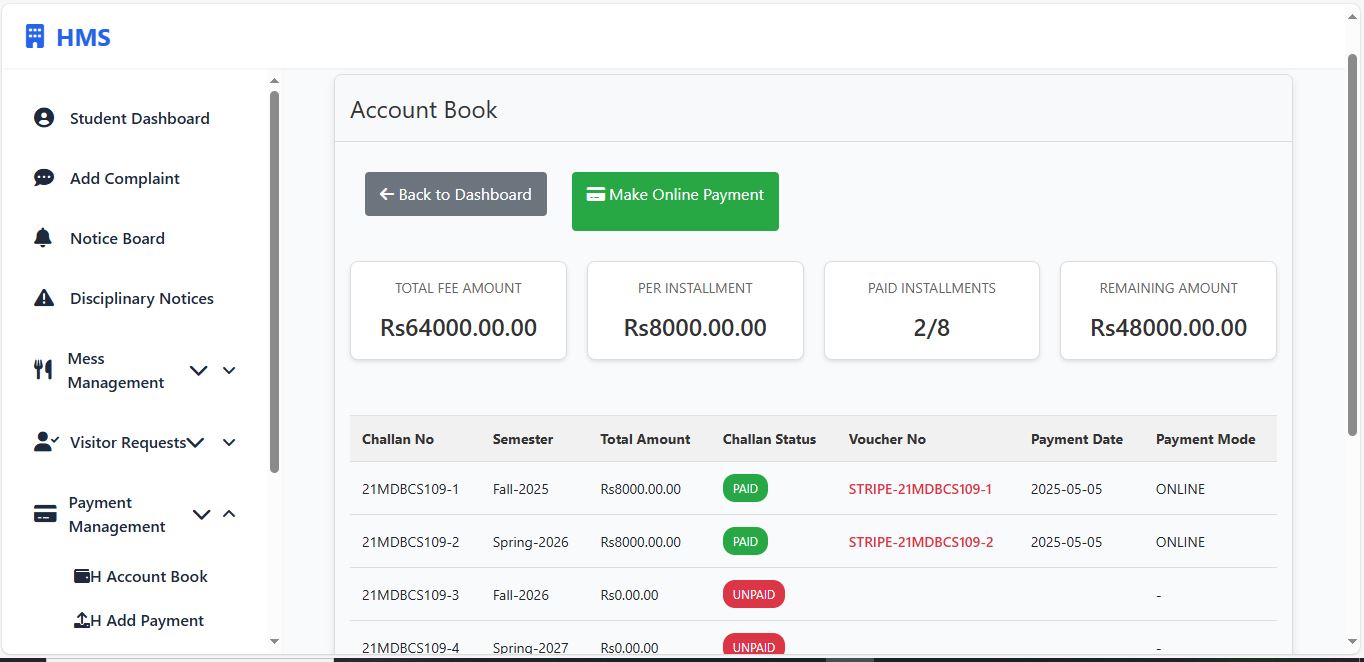 HMS
Student Dashboard
Add Complaint
Notice Board
Disciplinary Notices
Mess
Management
Visitor Requests
Payment
Management
H Account Book
H Add Payment
Account Book
Back to Dashboard
Make Online Payment
TOTAL FEE AMOUNT
Rs64000.00.00
PER INSTALLMENT
Rs8000.00.00
PAID INSTALLMENTS
2/8
REMAINING AMOUNT
Rs48000.00.00
Challan No Semester Total Amount Challan Status Voucher No Payment Date Payment Mode
21MDBCS109-1 Fall-2025 Rs8000.00.00 PAID STRIPE-21MDBCS109-1 2025-05-05 ONLINE
21MDBCS109-2 Spring-2026 Rs8000.00.00 PAID STRIPE-21MDBCS109-2 2025-05-05 ONLINE
21MDBCS109-3 Fall-2026 Rs0.00.00 UNPAID -
21MDBCS109-4 Spring-2027 Rs0.00.00 UNPAID -